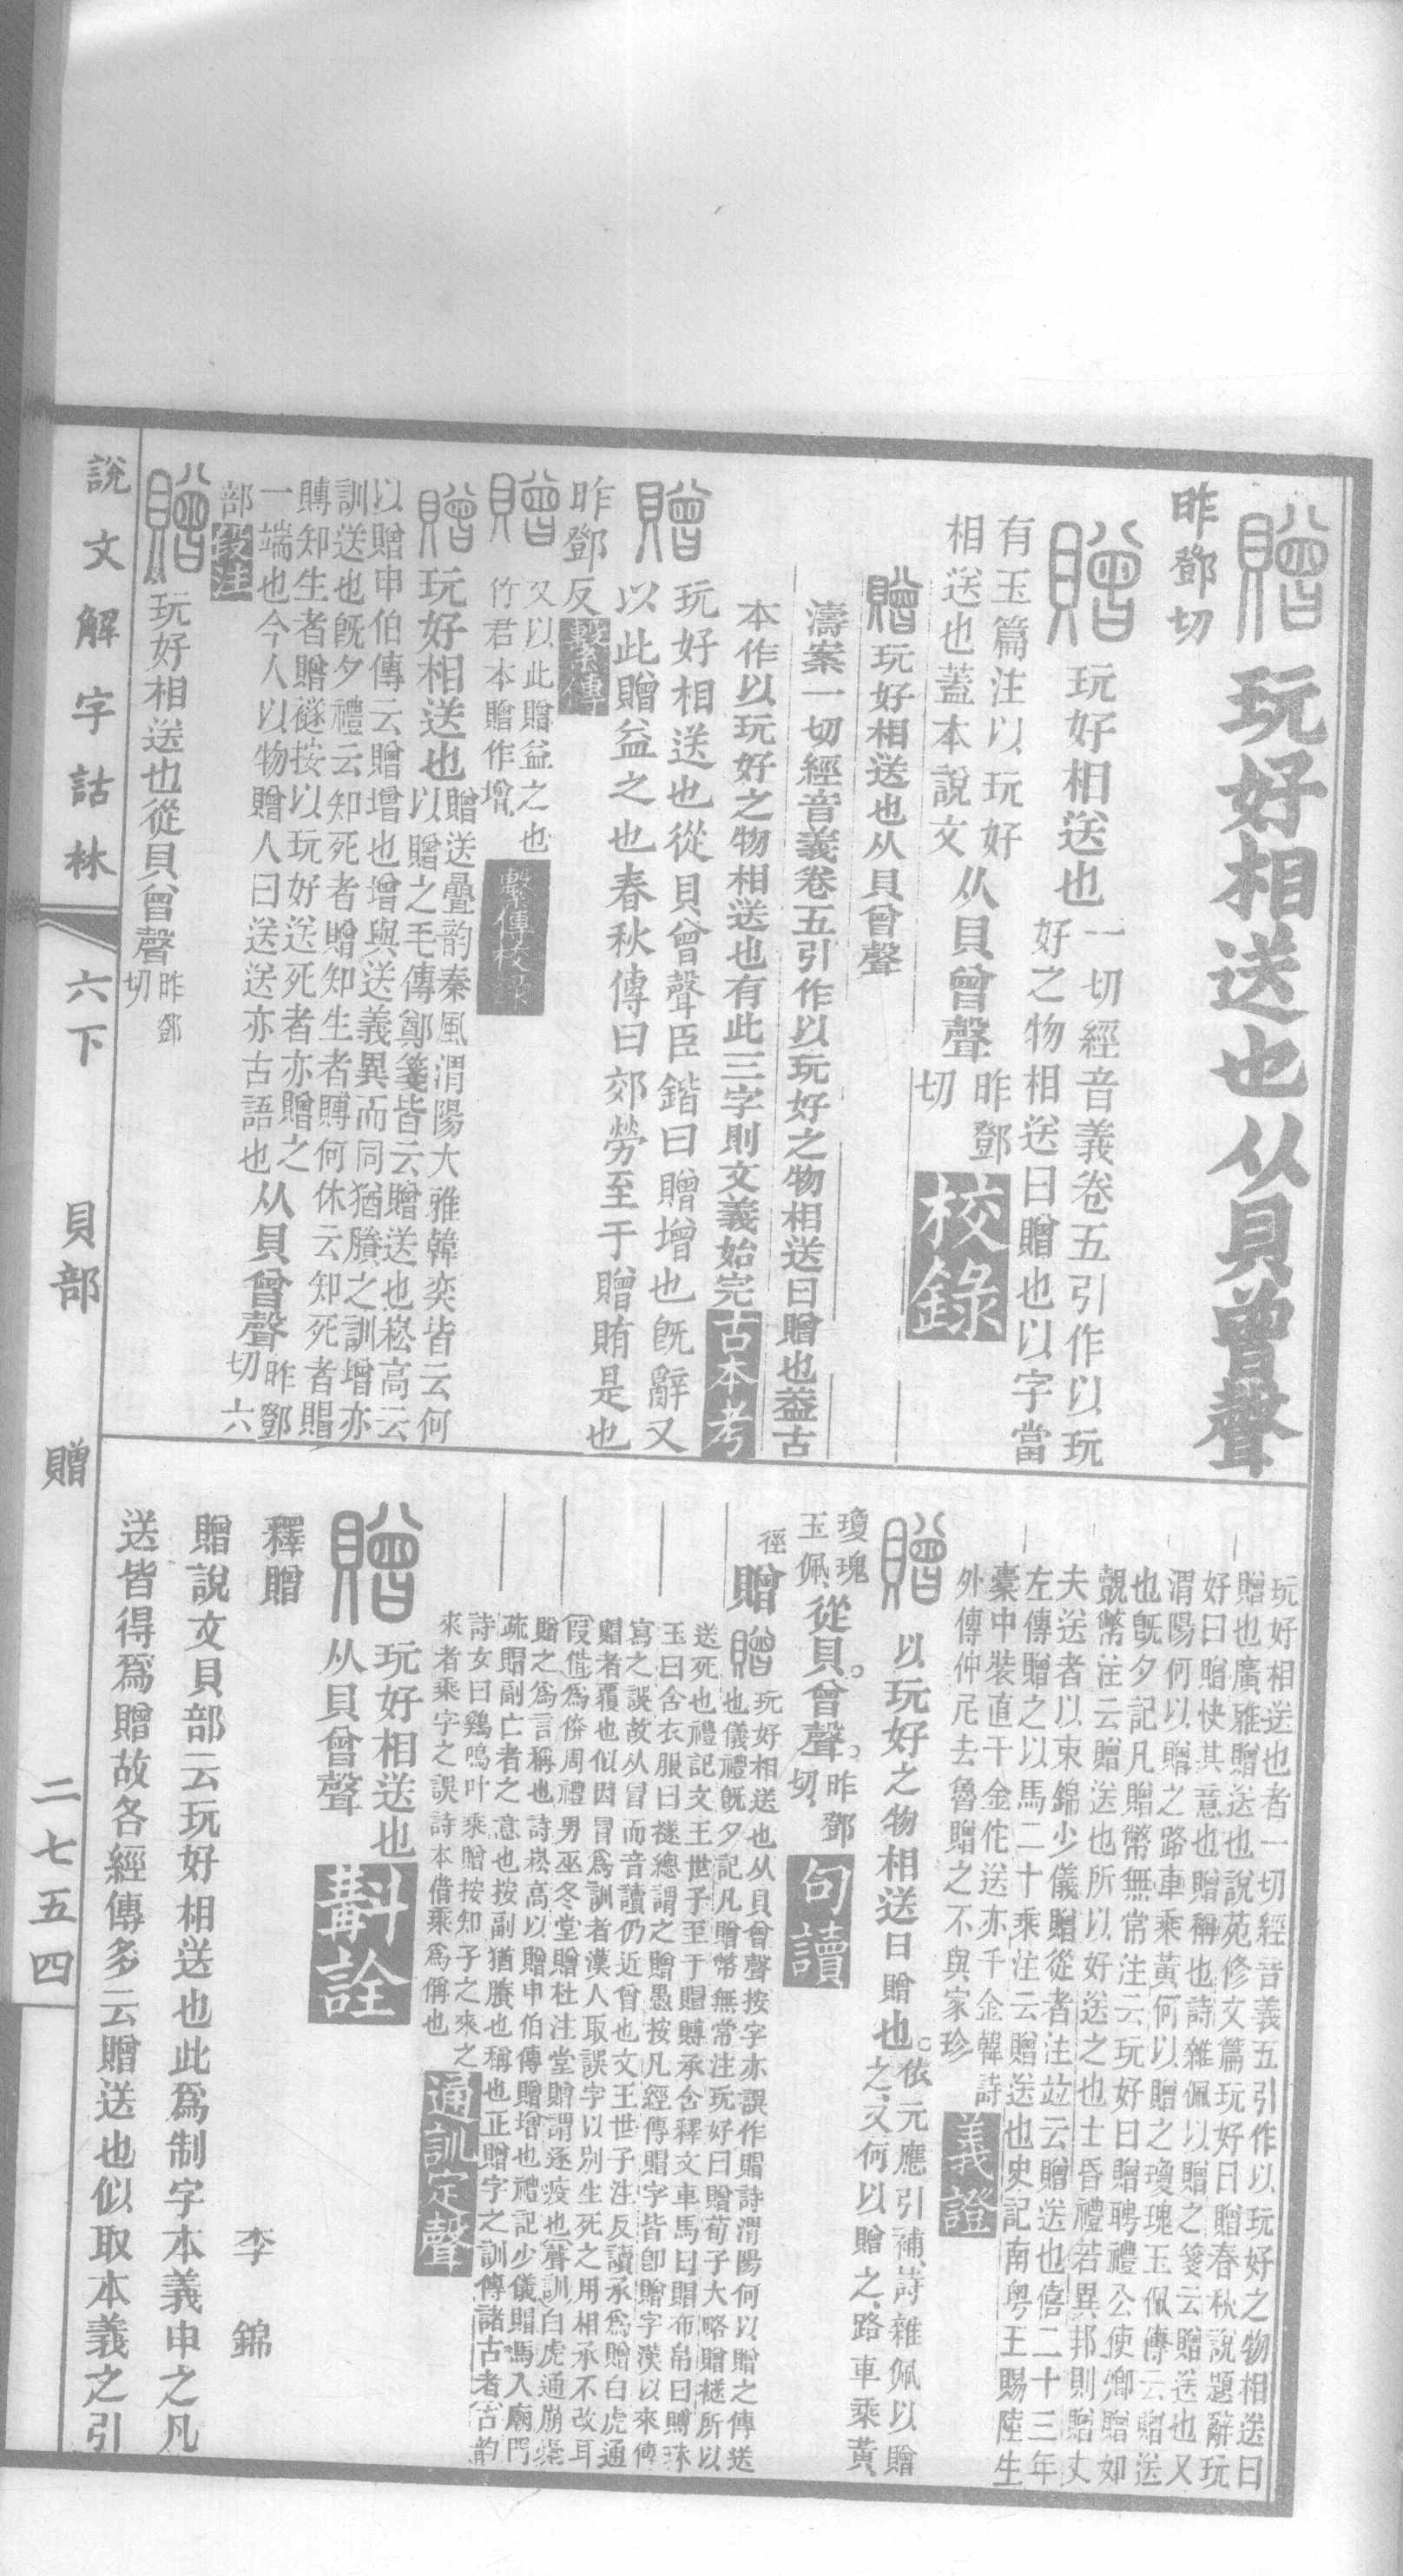 贈 玩好相送也从貝曾聲
昨鄧切
贈 玩好相送也
一切經音義卷五引作以玩
好之物相送曰贈也以字當
有玉篇注以玩好
相送也蓋本說文
从貝曾聲
昨鄧
切
校錄
贈玩好相送也从貝曾聲
濤案一切經音義卷五引作以玩好之物相送曰贈也蓋古
本作以玩好之物相送也有此三字則文義始完古本考
贈 玩好相送也從貝曾聲臣鍇曰贈增也旣辭又
以此贈益之也春秋傳曰郊勞至于贈賄是也
昨鄧反繫傳
贈 又以此贈益之也
竹君本贈作增
繫傳校錄
贈玩好相送也
贈送疊韵秦風渭陽大雅韓奕皆云何
以贈之毛傳鄭箋皆云贈送也崧高云
以贈申伯傳云贈增也增與送義異而同猶賸之訓增亦
訓送也旣夕禮云知死者贈知生者賻何休云知死者賵
賻知生者贈襚按以玩好送死者亦贈之
一端也今人以物贈人曰送送亦古語也
从貝曾聲
昨鄧
切六
部
段注
贈 玩好相送也從貝曾聲
昨鄧
切
玩好相送也者一切經音義五引作以玩好之物相送曰
贈也廣雅贈送也說苑修文篇玩好曰贈春秋說題辭玩
好曰贈快其意也贈稱也詩雜佩以贈之箋云贈送也又
渭陽何以贈之路車乘黃何以贈之瓊瑰玉佩傳云贈送
也旣夕記凡贈幣無常注云玩好曰贈聘禮公使卿贈如
覿幣注云贈送也所以好送之也士昏禮若異邦則贈丈
夫送者以束錦少儀贈從者注竝云贈送也僖二十三年
左傳贈之以馬二十乘注云贈送也史記南粤王賜陸生
橐中裝直千金佗送亦千金韓詩
外傳仲尼去魯贈之不與家珍
義證
贈 以玩好之物相送曰贈也。
依元應引補、詩雜佩以贈
之、又何以贈之、路車乘黃、
瓊瑰
玉佩、
從貝。曾聲。
昨鄧
切、
句讀
徑
贈
贈
玩好相送也从貝曾聲按字亦誤作賵詩渭陽何以贈之傳送
也儀禮旣夕記凡贈幣無常注玩好曰贈荀子大略贈襚所以
送死也禮記文王世子至于賵賻承含釋文車馬曰賵布帛曰賻珠
玉曰含衣服曰襚總謂之贈愚按凡經傳賵字皆卽贈字漢以來傳
寫之誤故从冒而音讀仍近曾也文王世子注反讀承爲贈白虎通
賵者覆也似因冒爲訓者漢人取誤字以別生死之用相承不改耳
叚借爲㑞周禮男巫冬堂贈杜注堂贈謂逐疫也聲訓白虎通崩薨
贈之爲言稱也詩崧高以贈申伯傳贈增也禮記少儀賵馬入廟門
疏賵副亡者之意也按副猶賸也稱也正贈字之訓傳諸古者古韵
詩女曰鷄鳴叶乘贈按知子之來之
來者乘字之誤詩本借乘爲偁也
通訓定聲
贈 玩好相送也
从貝曾聲
斠詮
釋贈
李錦
贈說文貝部云玩好相送也此爲制字本義申之凡
送皆得爲贈故各經傳多云贈送也似取本義之引
說文解字詁林
六下
貝部
贈
二七五四